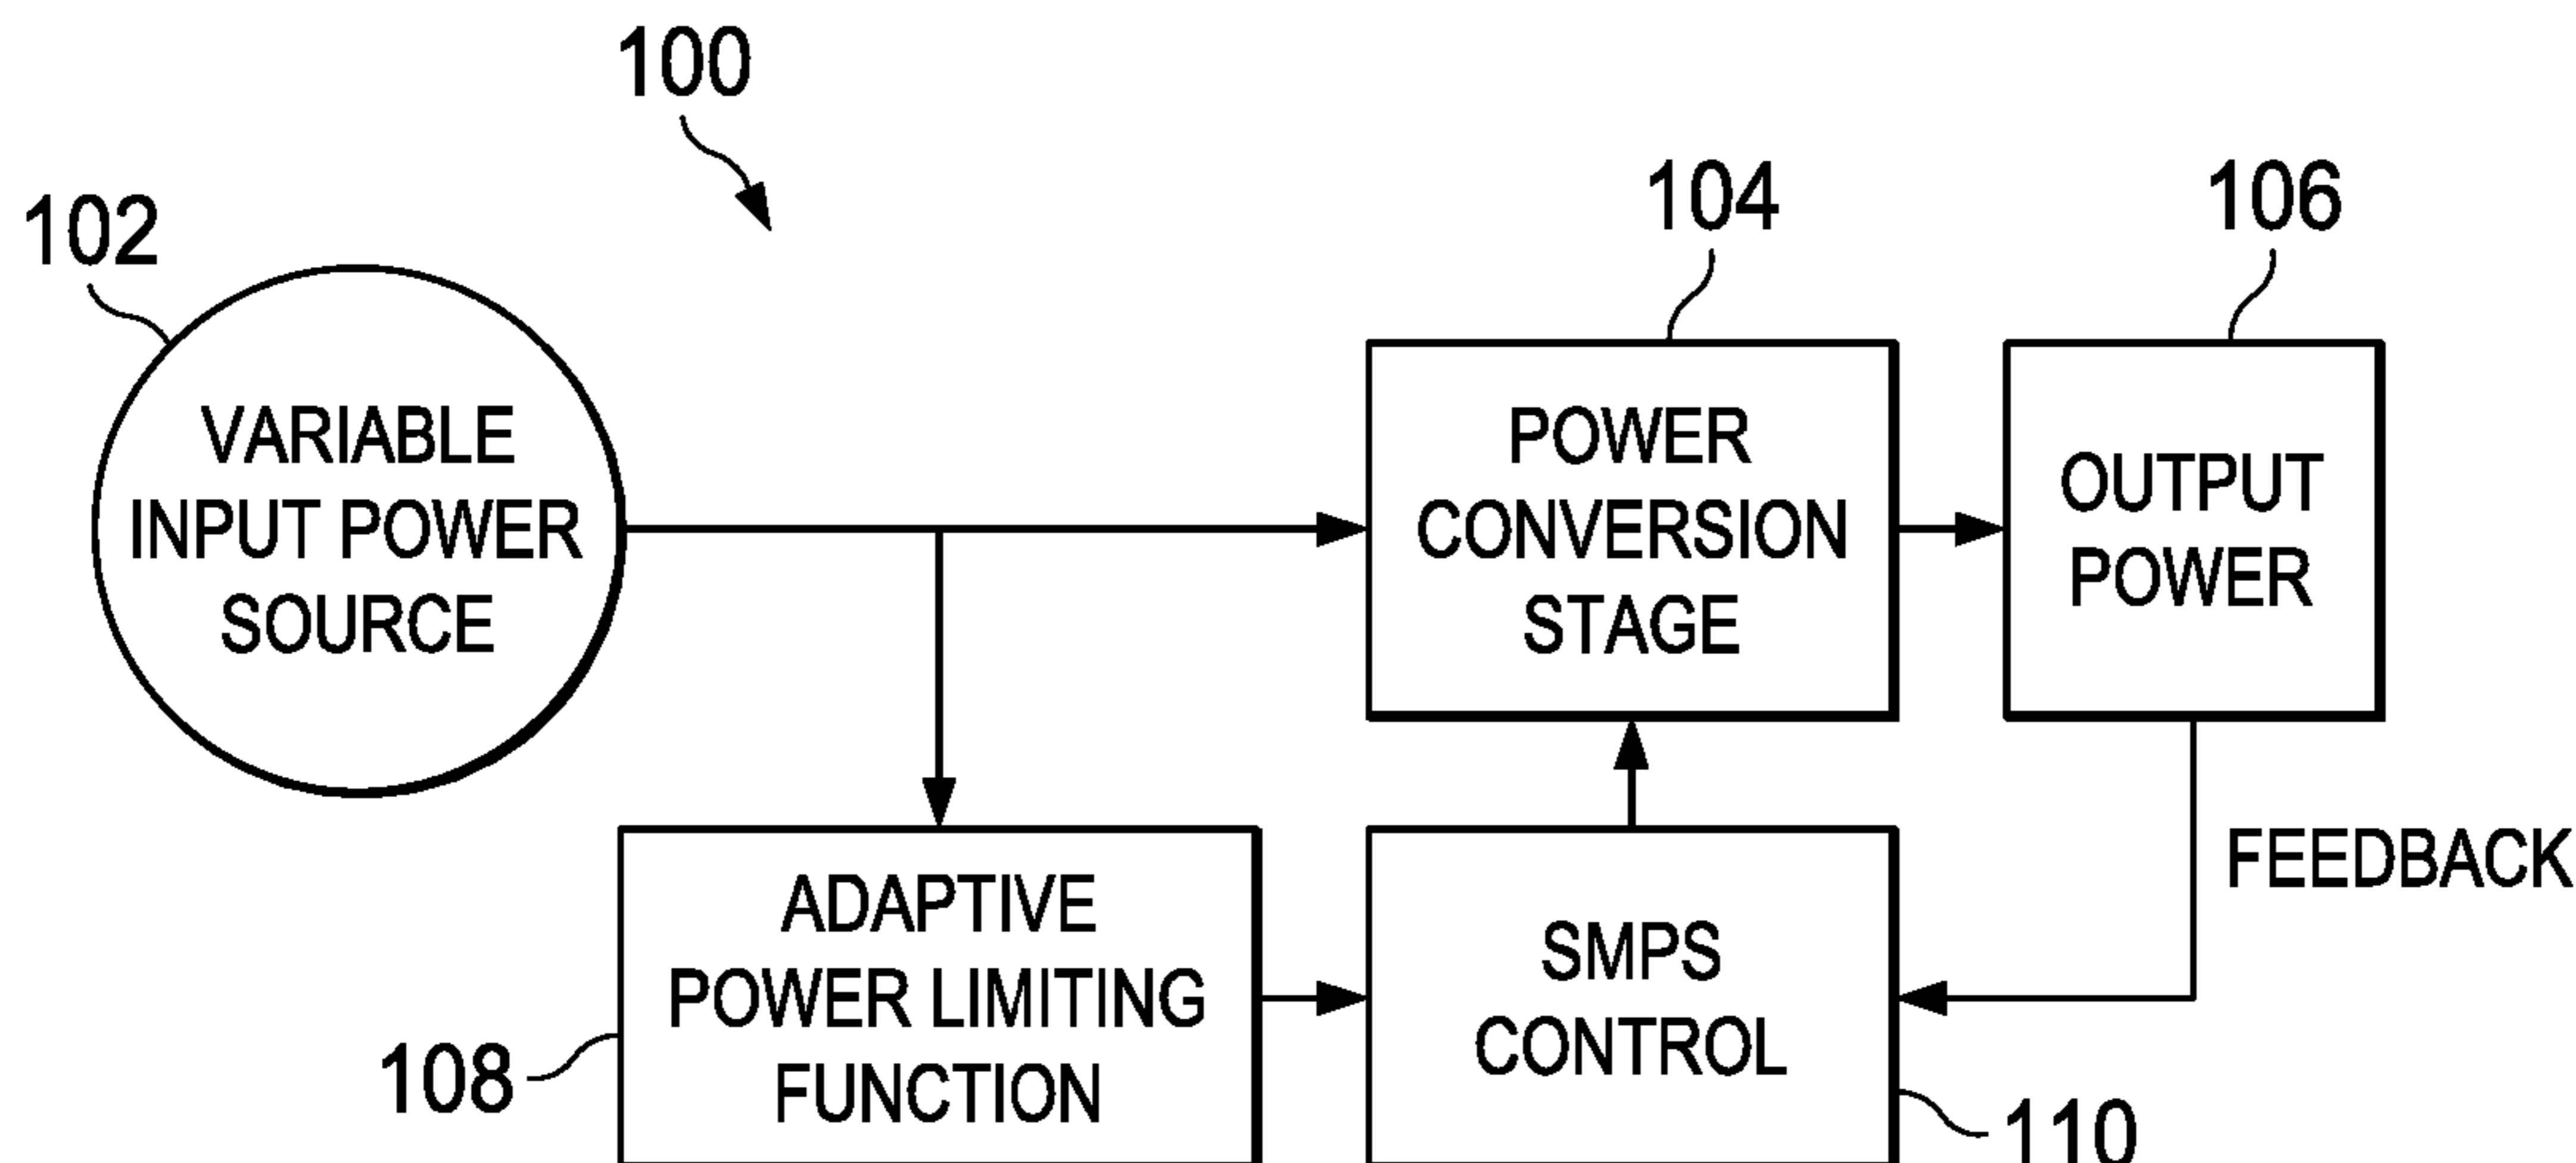 100
102
104
106
VARIABLE
INPUT POWER
SOURCE
POWER
CONVERSION
STAGE
OUTPUT
POWER
FEEDBACK
ADAPTIVE
POWER LIMITING
FUNCTION
SMPS
CONTROL
108
110